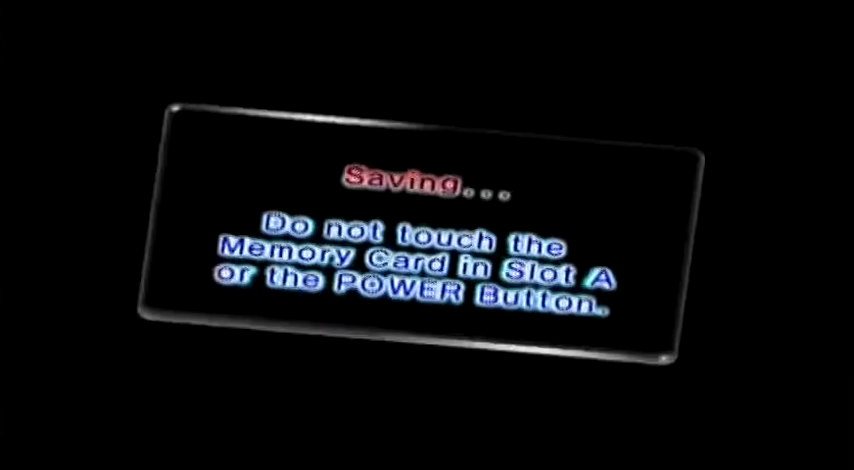 Saving...
Do not touch the
Memory Card in Slot A
or the POWER Button.